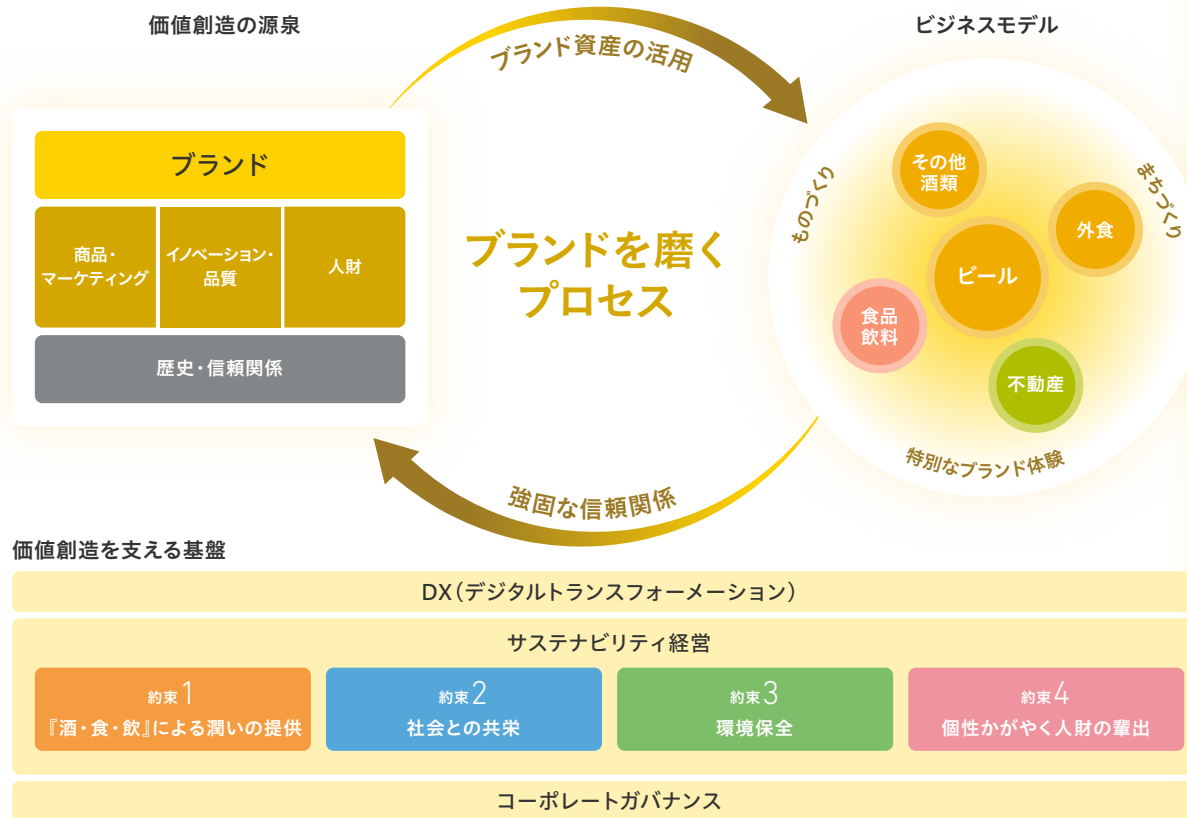 価値創造の源泉
ブランド資産の活用
ビジネスモデル
ブランド
商品・
マーケティング
イノベーション・
品質
人財
歴史・信頼関係
ブランドを磨く
プロセス
ものづくり
まちづくり
その他
酒類
外食
ビール
食品
飲料
不動産
特別なブランド体験
強固な信頼関係
価値創造を支える基盤
DX(デジタルトランスフォーメーション)
サステナビリティ経営
約束1
『酒・食・飲』による潤いの提供
約束2
社会との共栄
約束3
環境保全
約束4
個性かがやく人財の輩出
コーポレートガバナンス